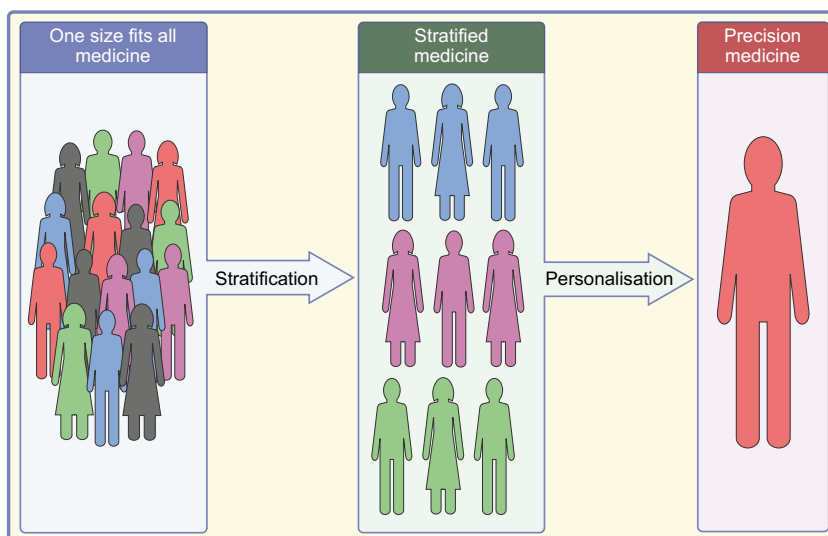 One size fits all
medicine
Stratification
Stratified
medicine
Personalisation
Precision
medicine